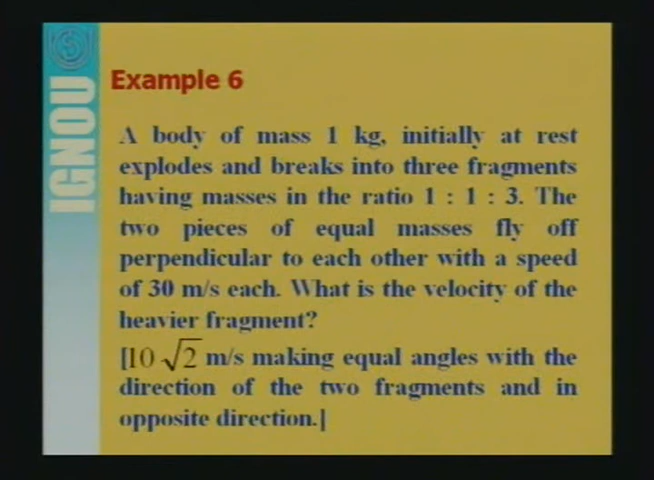 IGNOU
Example 6
A body of mass 1 kg, initially at rest
explodes and breaks into three fragments
having masses in the ratio 1 : 1 : 3. The
two pieces of equal masses fly off
perpendicular to each other with a speed
of 30 m/s each. What is the velocity of the
heavier fragment?
[10 √2 m/s making equal angles with the
direction of the two fragments and in
opposite direction.]